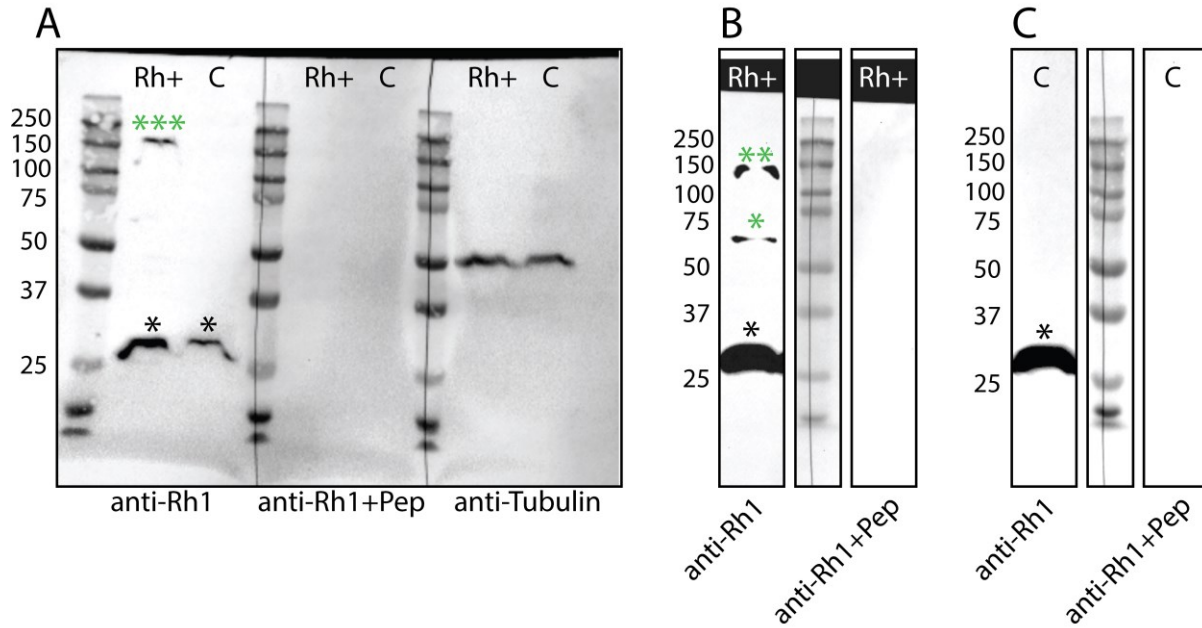 A
Rh+ C Rh+ C Rh+ C
***
250
150
100
75
50
37
25
* *
anti-Rh1 anti-Rh1+Pep anti-Tubulin
B
Rh+ Rh+
250
150
100
75
50
37
25
**
*
*
anti-Rh1
anti-Rh1+Pep
C
C C
250
150
100
75
50
37
25
*
anti-Rh1
anti-Rh1+Pep